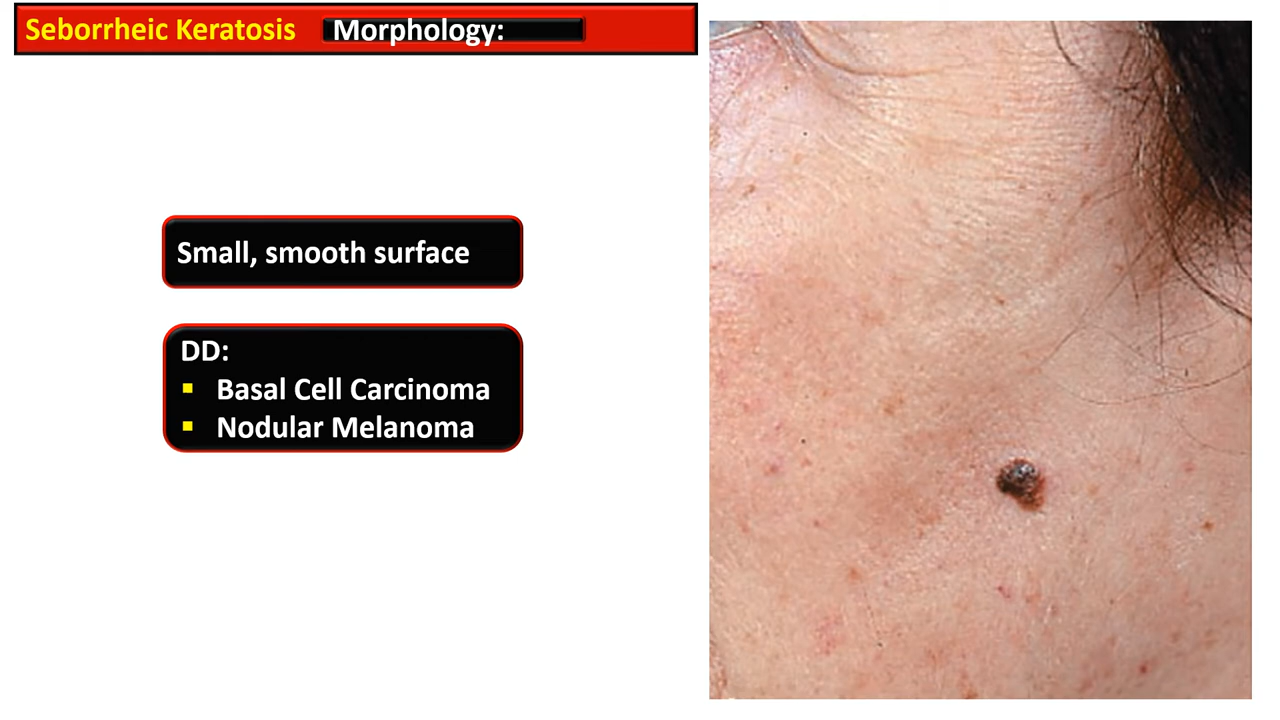 Seborrheic Keratosis Morphology:
Small, smooth surface
DD:
▪ Basal Cell Carcinoma
▪ Nodular Melanoma